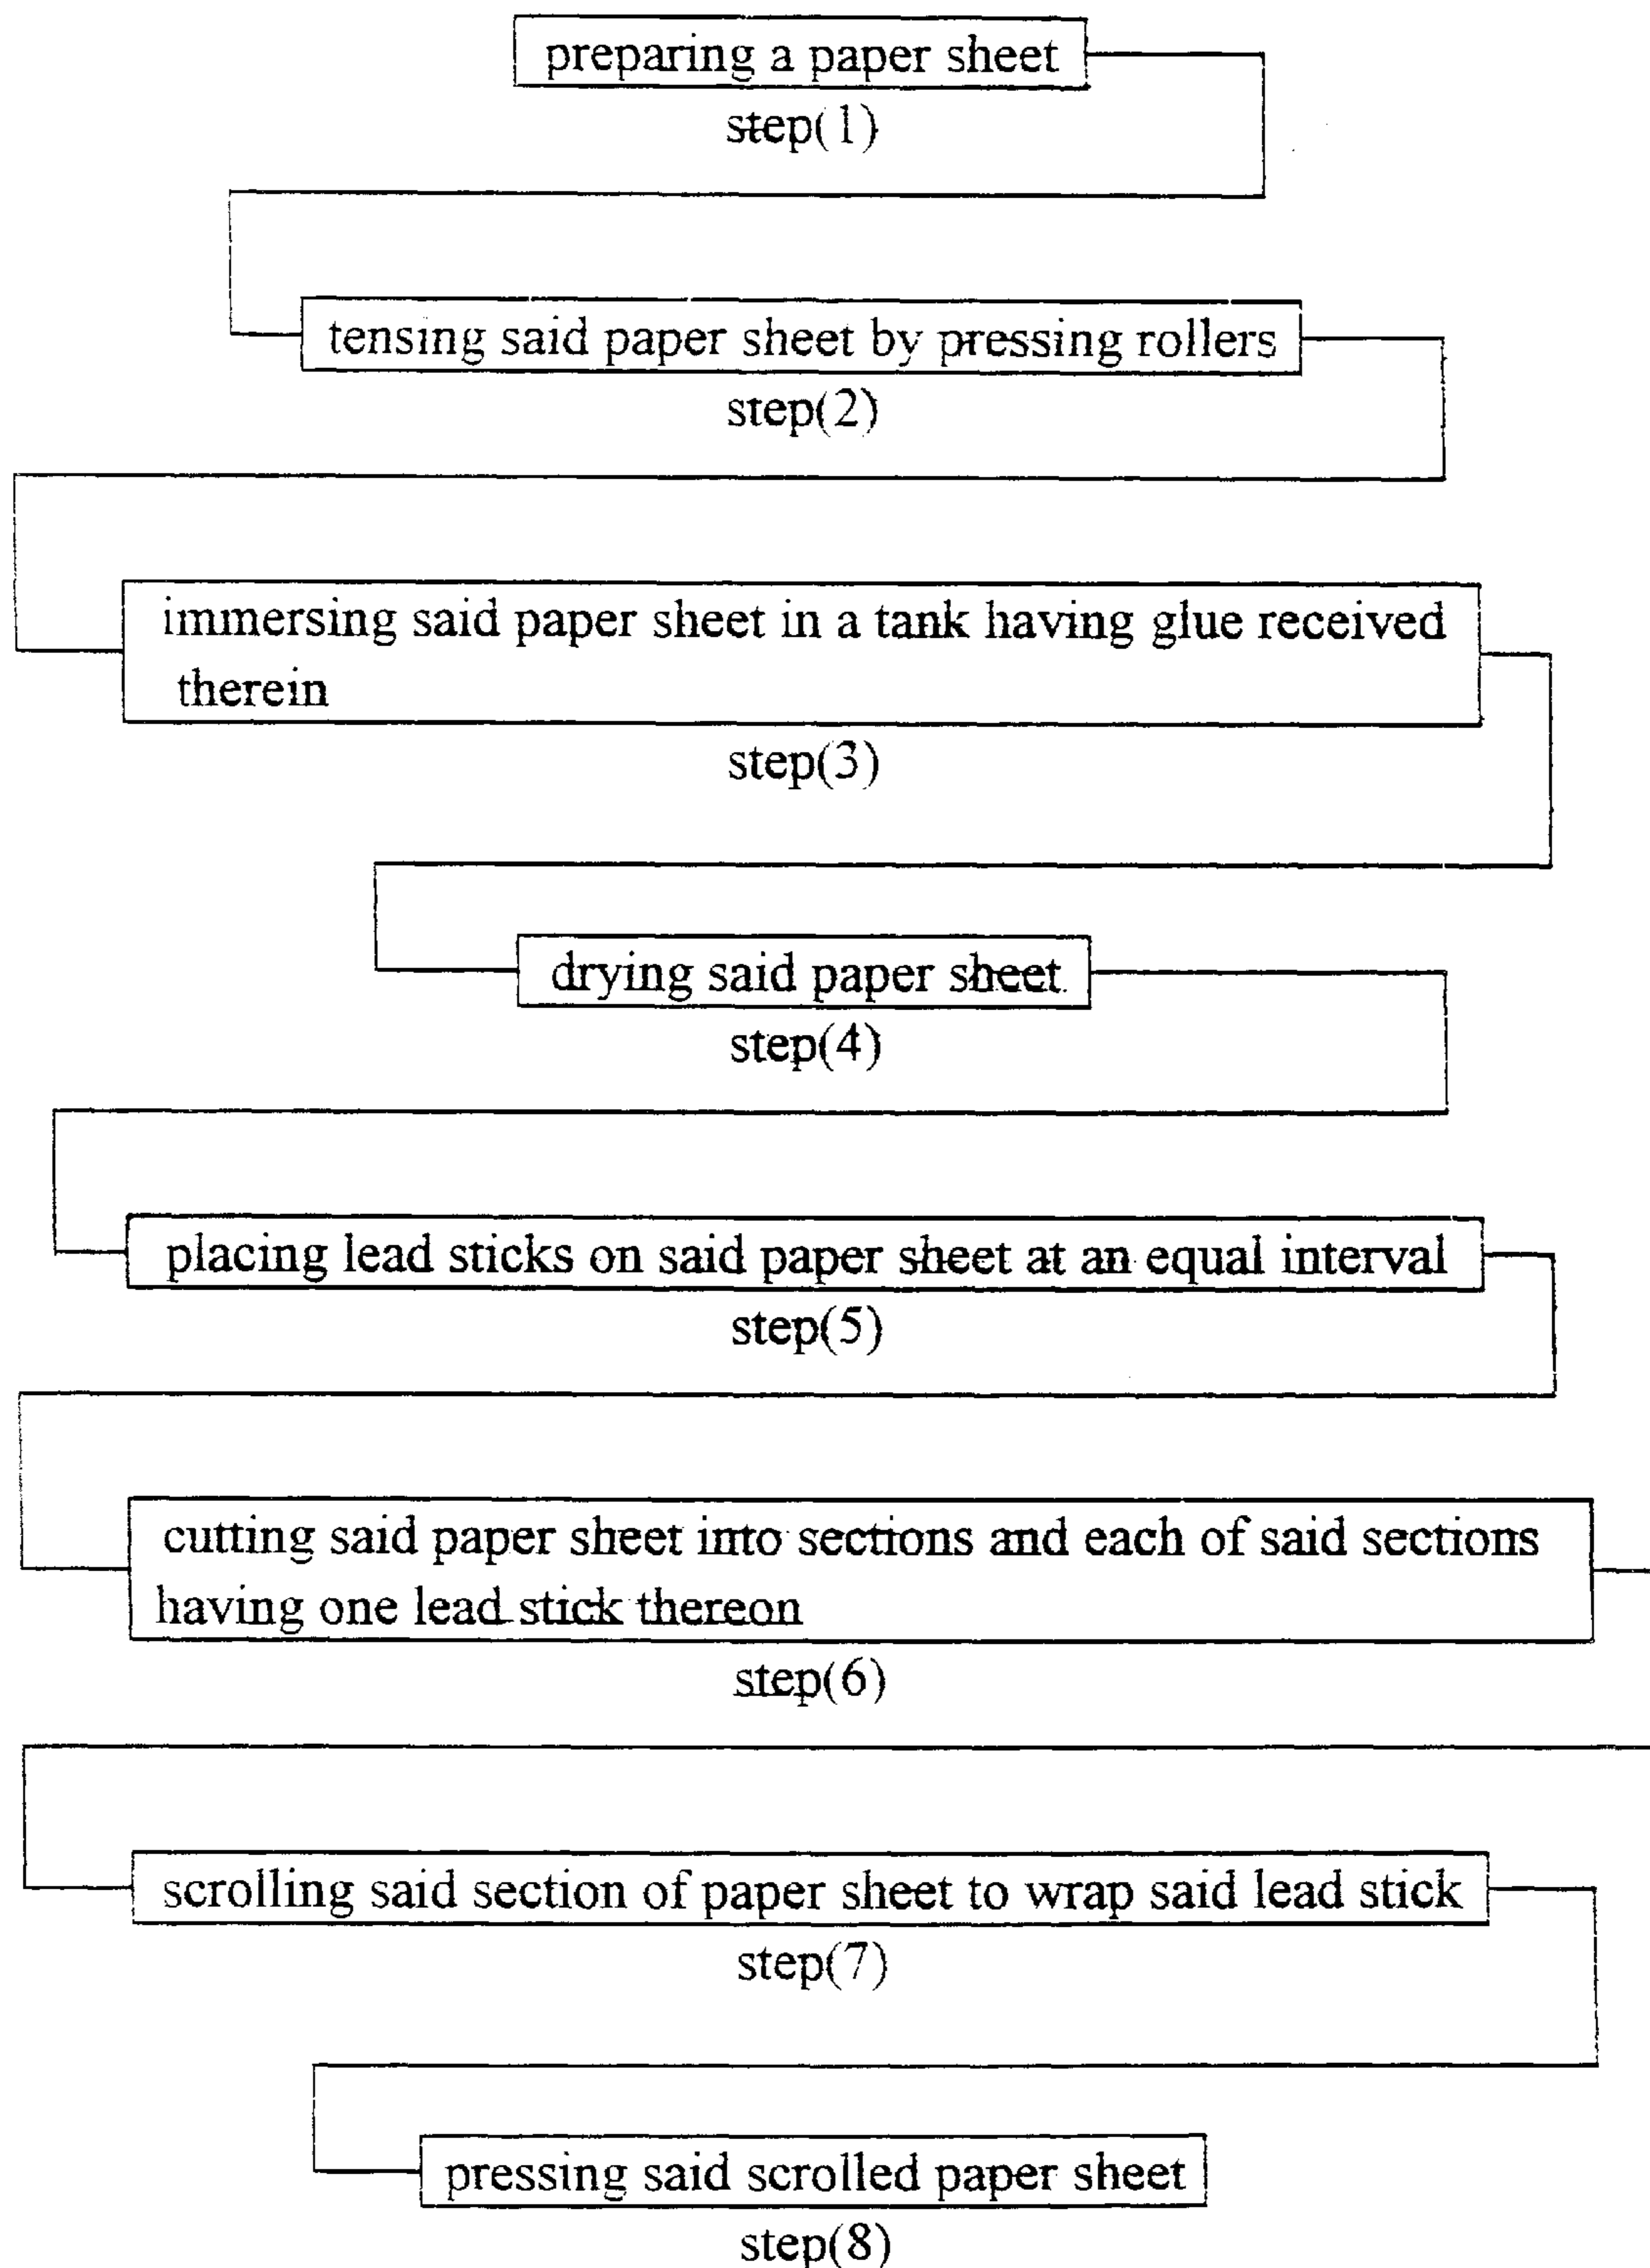 preparing a paper sheet
step(1)
tensing said paper sheet by pressing rollers
step(2)
immersing said paper sheet in a tank having glue received
therein
step(3)
drying said paper sheet
step(4)
placing lead sticks on said paper sheet at an equal interval
step(5)
cutting said paper sheet into sections and each of said sections
having one lead stick thereon
step(6)
scrolling said section of paper sheet to wrap said lead stick
step(7)
pressing said scrolled paper sheet
step(8)